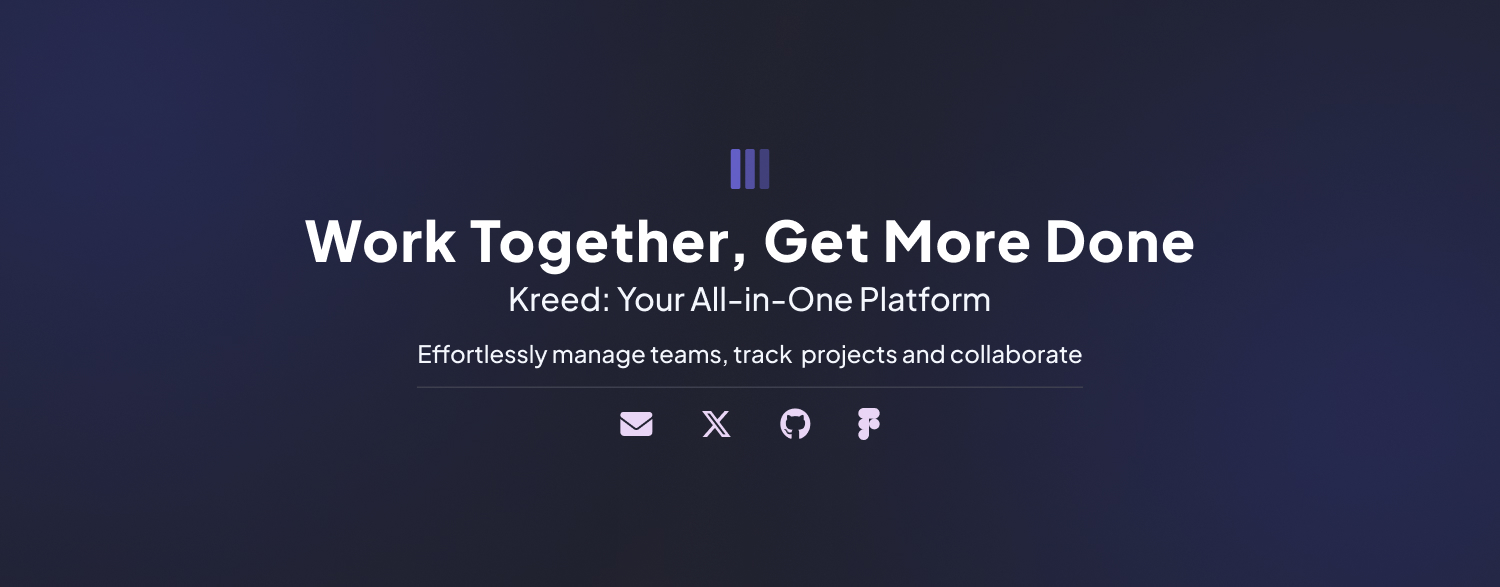 Work Together, Get More Done
Kreed: Your All-in-One Platform
Effortlessly manage teams, track  projects and collaborate